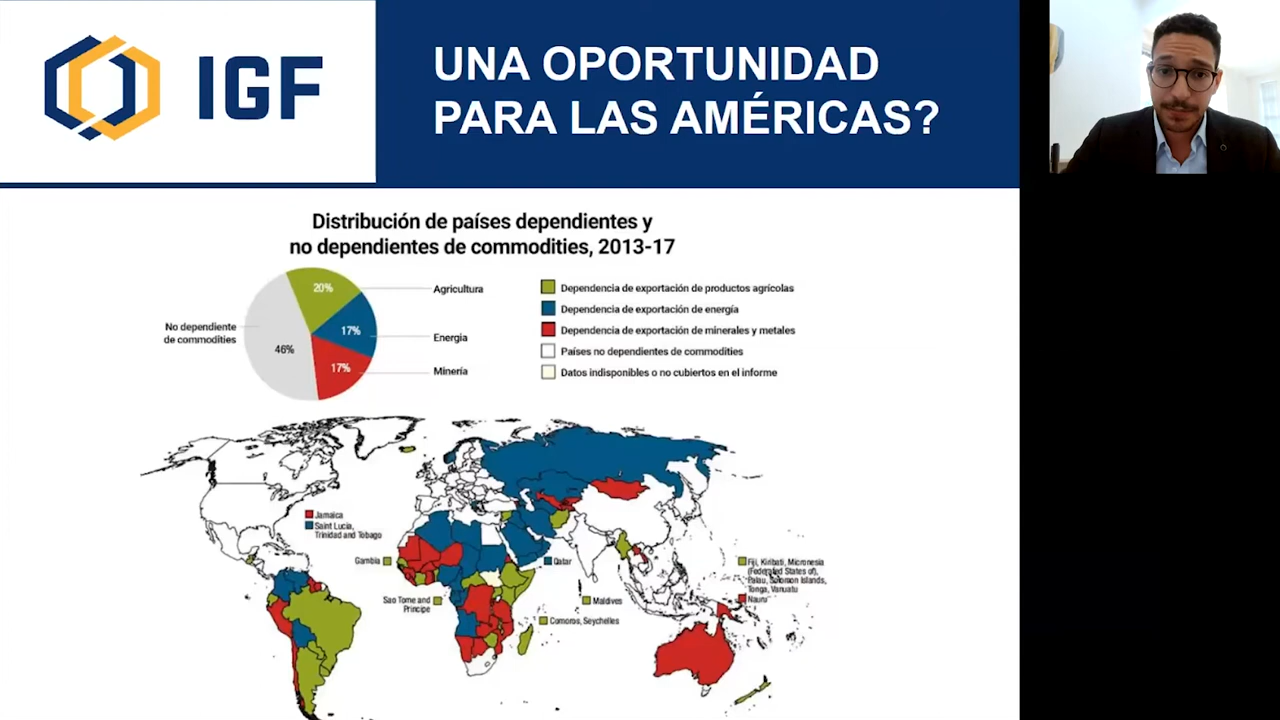 IGF
UNA OPORTUNIDAD
PARA LAS AMÉRICAS?
Distribución de países dependientes y
no dependientes de commodities, 2013-17
20%
17%
17%
46%
Agricultura
Energia
Minería
No dependiente
de commodities
Dependencia de exportación de productos agrícolas
Dependencia de exportación de energía
Dependencia de exportación de minerales y metales
Países no dependientes de commodities
Datos indisponibles o no cubiertos en el informe
Jamaica
Saint Lucia,
Trinidad and Tobago
Gambia
Qatar
Sao Tome and
Principe
Maldives
Comoros, Seychelles
Fiji, Kiribati, Micronesia
(Federated States of),
Palau, Solomon Islands,
Tonga, Vanuatu
Nauru